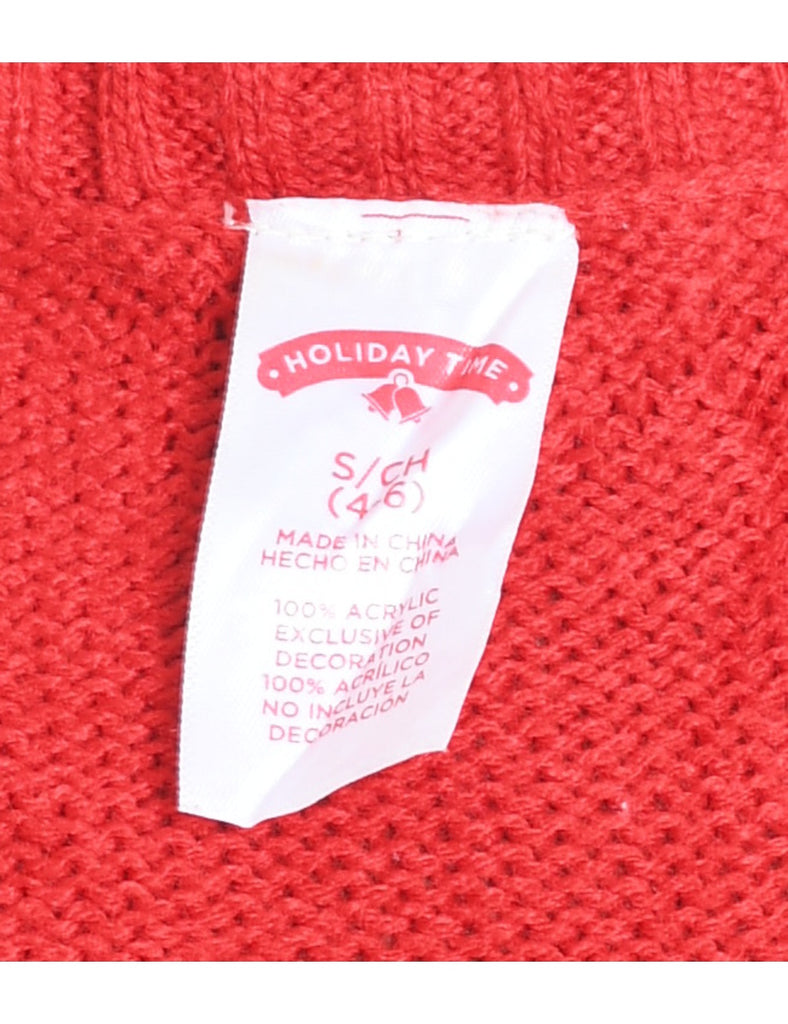 • HOLIDAY TIME •
S/CH
(4-6)
MADE IN CHINA
HECHO EN CHINA
100% ACRYLIC
EXCLUSIVE OF
DECORATION
100% ACRÍLICO
NO INCLUYE LA
DECORACION